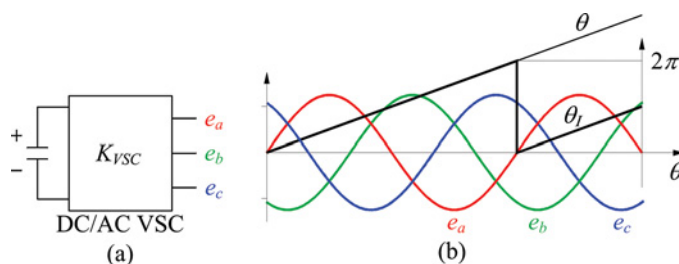 +
−
K_VSC
e_a
e_b
e_c
DC/AC VSC
(a)
θ
2π
θ_I
θ
e_a e_b e_c
(b)